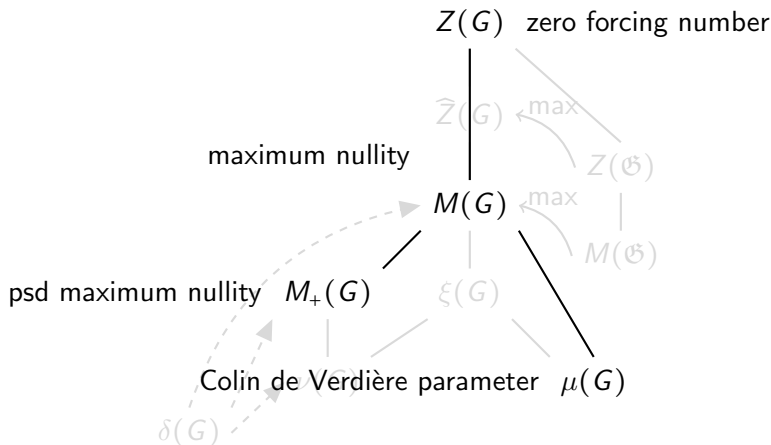 Z(G) zero forcing number
Ẑ(G) max
maximum nullity
Z(𝔊)
M(G) max
M(𝔊)
psd maximum nullity M₊(G) ξ(G)
Colin de Verdière parameter μ(G)
δ(G)